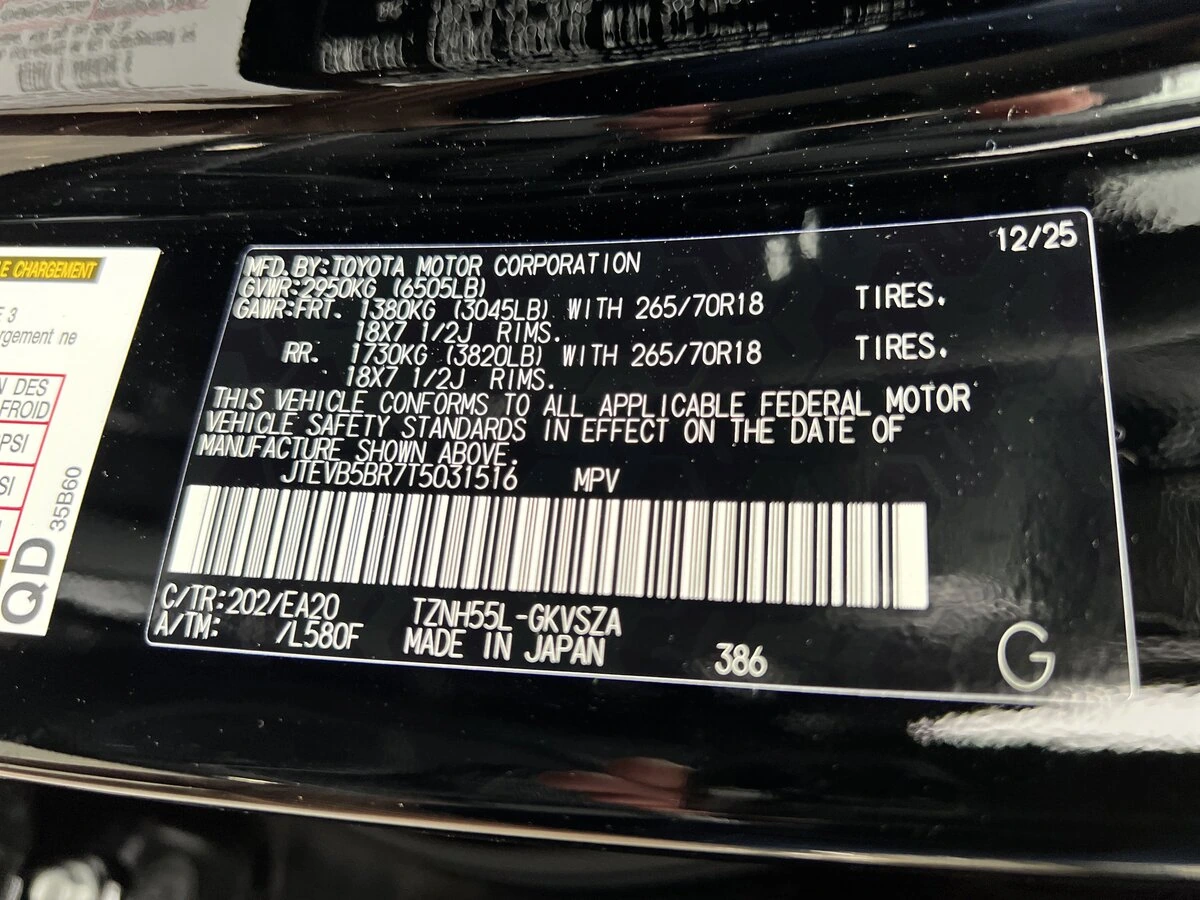 12/25
MFD. BY: TOYOTA MOTOR CORPORATION
GVWR: 2950KG (6505LB)
GAWR: FRT. 1380KG (3045LB) WITH 265/70R18 TIRES.
18X7 1/2J RIMS.
RR. 1730KG (3820LB) WITH 265/70R18 TIRES.
18X7 1/2J RIMS.
THIS VEHICLE CONFORMS TO ALL APPLICABLE FEDERAL MOTOR
VEHICLE SAFETY STANDARDS IN EFFECT ON THE DATE OF
MANUFACTURE SHOWN ABOVE.
JTEVB5BR7T5031516 MPV
C/TR: 202/EA20 TZNH55L-GKVSZA
A/TM: /L580F MADE IN JAPAN 386
G
CHARGEMENT
3
ne
DES
FROID
PSI
QD 35B60